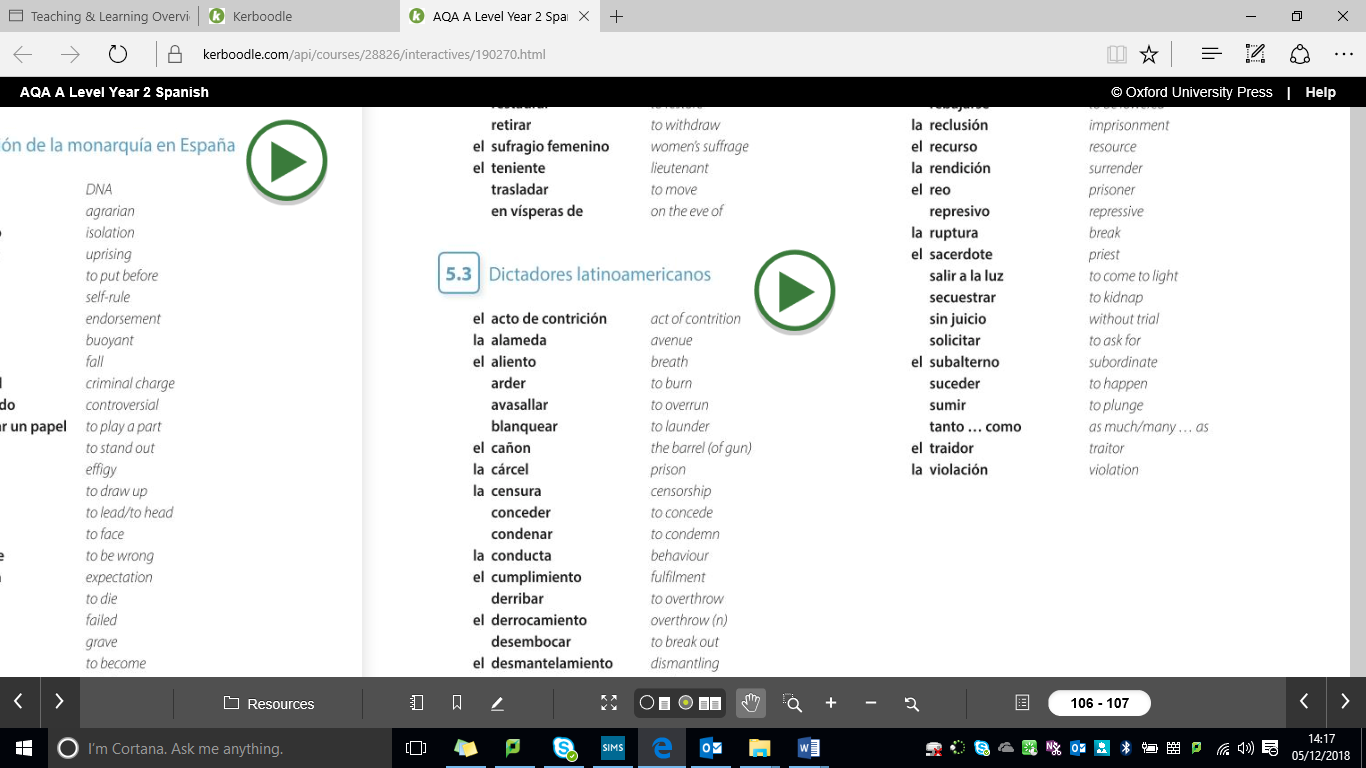 Teaching & Learning Overvi
Kerboodle
AQA A Level Year 2 Spa
kerboodle.com/api/courses/28826/interactives/190270.html
AQA A Level Year 2 Spanish
© Oxford University Press | Help
ón de la monarquía en España
DNA
agrarian
isolation
uprising
to put before
self-rule
endorsement
buoyant
fall
criminal charge
do controversial
ar un papel to play a part
to stand out
effigy
to draw up
to lead/to head
to face
e to be wrong
expectation
to die
failed
grave
to become
restaurar to restore
retirar to withdraw
el sufragio femenino women's suffrage
el teniente lieutenant
trasladar to move
en vísperas de on the eve of
5.3 Dictadores latinoamericanos
el acto de contrición act of contrition
la alameda avenue
el aliento breath
arder to burn
avasallar to overrun
blanquear to launder
el cañon the barrel (of gun)
la cárcel prison
la censura censorship
conceder to concede
condenar to condemn
la conducta behaviour
el cumplimiento fulfilment
derribar to overthrow
el derrocamiento overthrow (n)
desembocar to break out
el desmantelamiento dismantling
rebajarse to be lowered
la reclusión imprisonment
el recurso resource
la rendición surrender
el reo prisoner
represivo repressive
la ruptura break
el sacerdote priest
salir a la luz to come to light
secuestrar to kidnap
sin juicio without trial
solicitar to ask for
el subalterno subordinate
suceder to happen
sumir to plunge
tanto ... como as much/many ... as
el traidor traitor
la violación violation
Resources
106 - 107
I'm Cortana. Ask me anything.
SIMS
14:17
05/12/2018